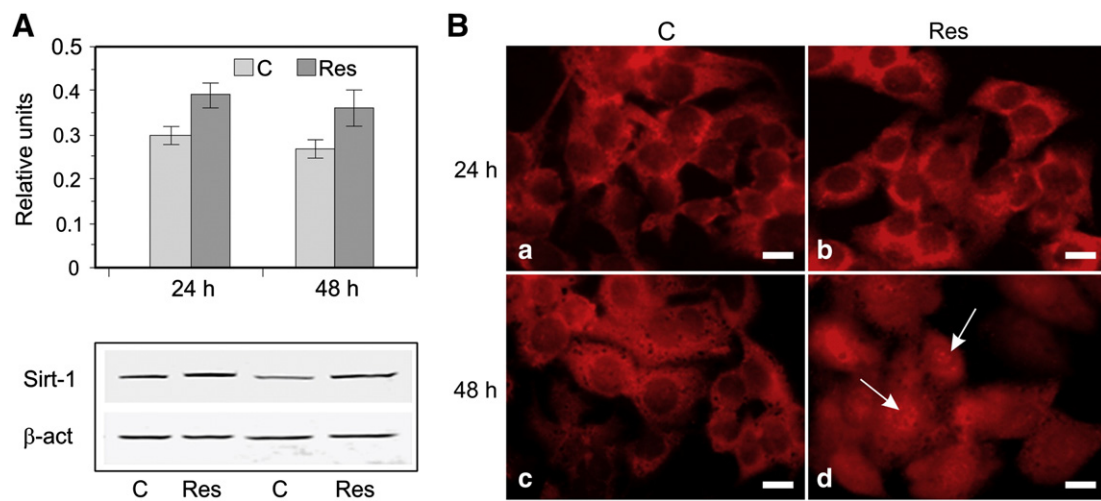 A
0.5
0.4
0.3
0.2
0.1
0
Relative units
C Res
24 h 48 h
Sirt-1
β-act
C Res C Res
B
C Res
24 h
a b
48 h
c d